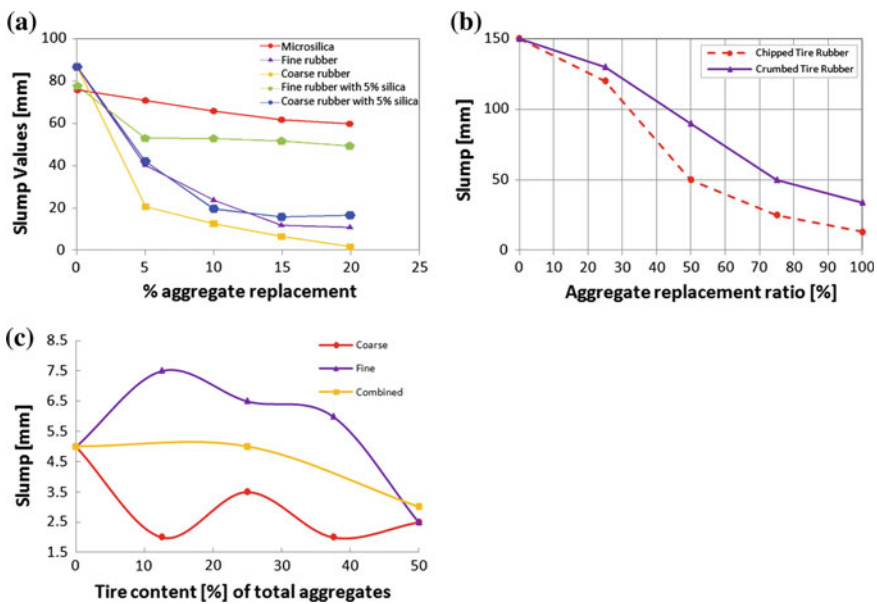 (a)
100
80
60
40
20
0
0 5 10 15 20 25
Slump Values [mm]
% aggregate replacement
Microsilica
Fine rubber
Coarse rubber
Fine rubber with 5% silica
Coarse rubber with 5% silica
(b)
150
100
50
0
0 10 20 30 40 50 60 70 80 90 100
Slump [mm]
Aggregate replacement ratio [%]
Chipped Tire Rubber
Crumbed Tire Rubber
(c)
8.5
7.5
6.5
5.5
4.5
3.5
2.5
1.5
0 10 20 30 40 50
Slump [mm]
Tire content [%] of total aggregates
Coarse
Fine
Combined